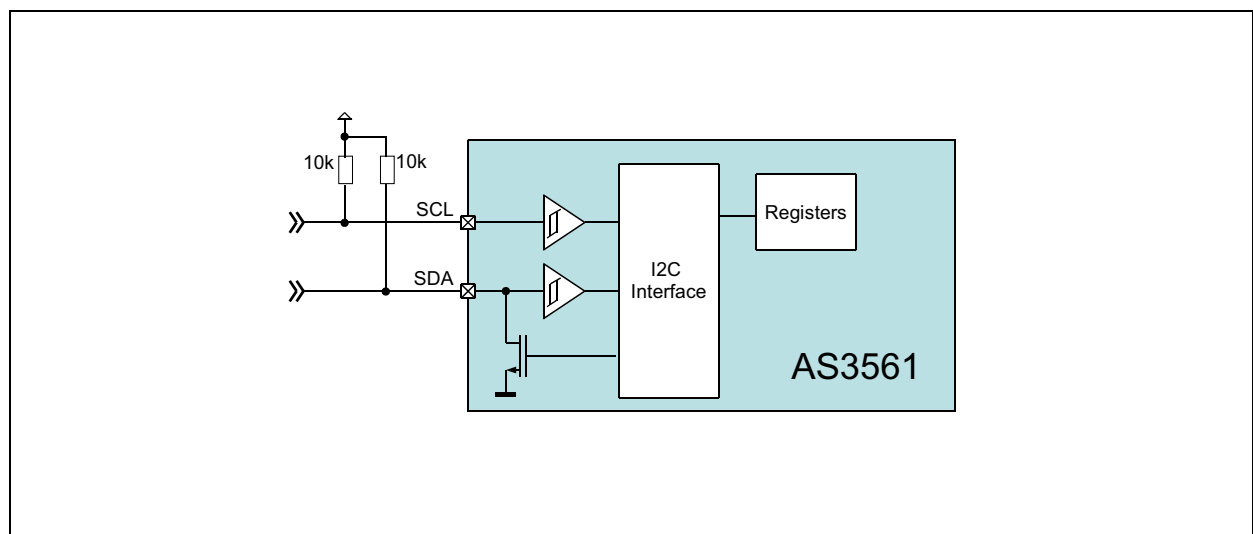 10k
10k
SCL
SDA
I2C
Interface
Registers
AS3561